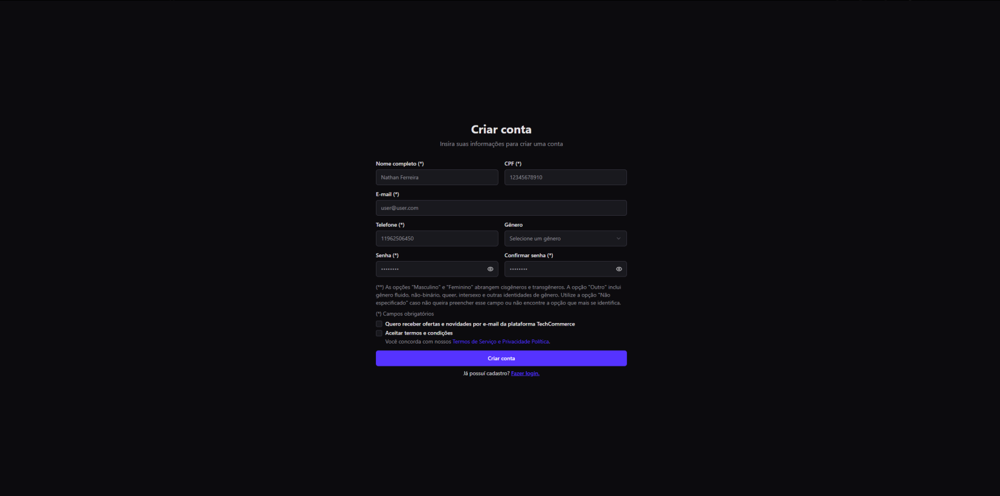 Criar conta
Insira suas informações para criar uma conta
Nome completo (*)
CPF (*)
Nathan Ferreira
12345678910
E-mail (*)
user@user.com
Telefone (*)
Gênero
11962506450
Selecione um gênero
Senha (*)
Confirmar senha (*)
••••••••
••••••••
(**) As opções "Masculino" e "Feminino" abrangem cisgêneros e transgêneros. A opção "Outro" inclui
gênero fluido, não-binário, queer, intersexo e outras identidades de gênero. Utilize a opção "Não
especificado" caso não queira preencher esse campo ou não encontre a opção que mais se identifica.
(*) Campos obrigatórios
Quero receber ofertas e novidades por e-mail da plataforma TechCommerce
Aceitar termos e condições
Você concorda com nossos Termos de Serviço e Privacidade Política.
Criar conta
Já possuí cadastro? Fazer login.